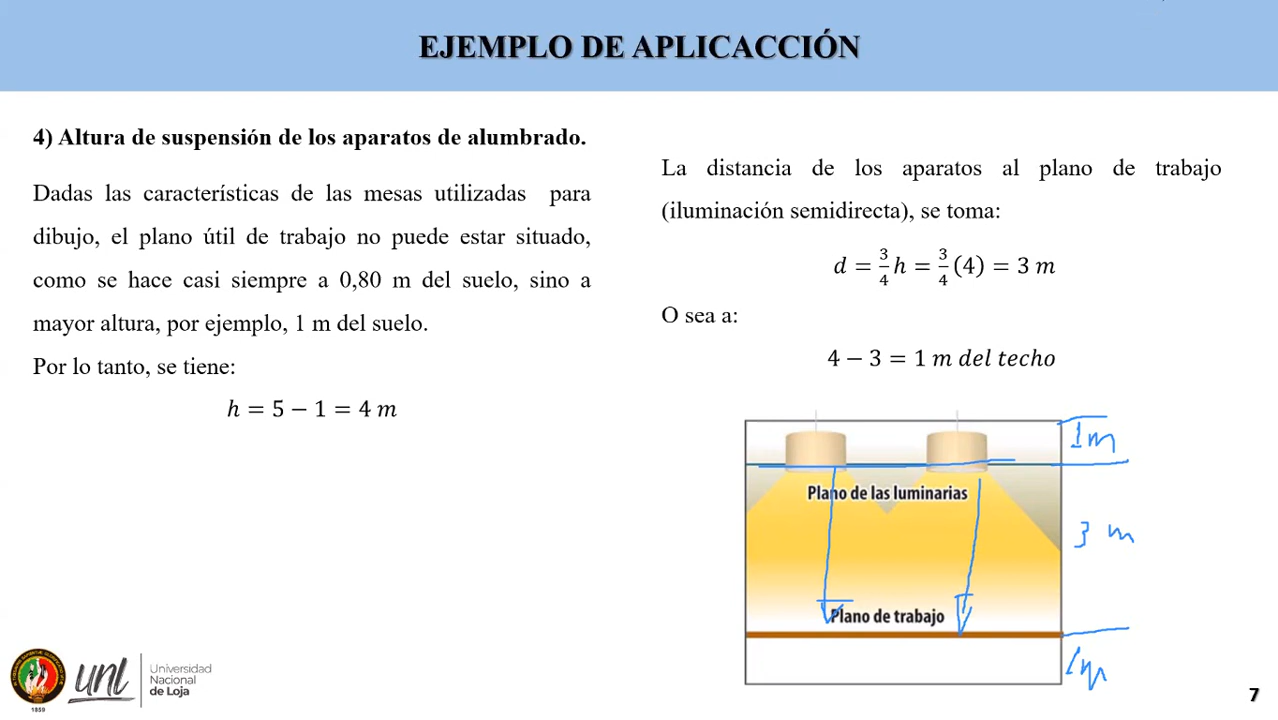 EJEMPLO DE APLICACCIÓN
4) Altura de suspensión de los aparatos de alumbrado.
Dadas las características de las mesas utilizadas para
dibujo, el plano útil de trabajo no puede estar situado,
como se hace casi siempre a 0,80 m del suelo, sino a
mayor altura, por ejemplo, 1 m del suelo.
Por lo tanto, se tiene:
h = 5 − 1 = 4 m
La distancia de los aparatos al plano de trabajo
(iluminación semidirecta), se toma:
d = 3/4 h = 3/4 (4) = 3 m
O sea a:
4 − 3 = 1 m del techo
1m
Plano de las luminarias
3 m
Plano de trabajo
1m
unl
Universidad
Nacional
de Loja
1859
7